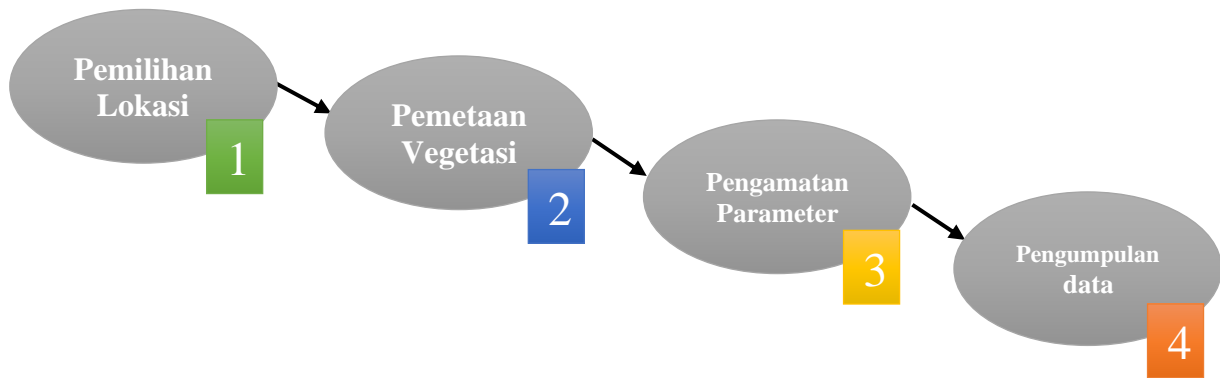 Pemilihan
Lokasi
1
Pemetaan
Vegetasi
2
Pengamatan
Parameter
3
Pengumpulan
data
4